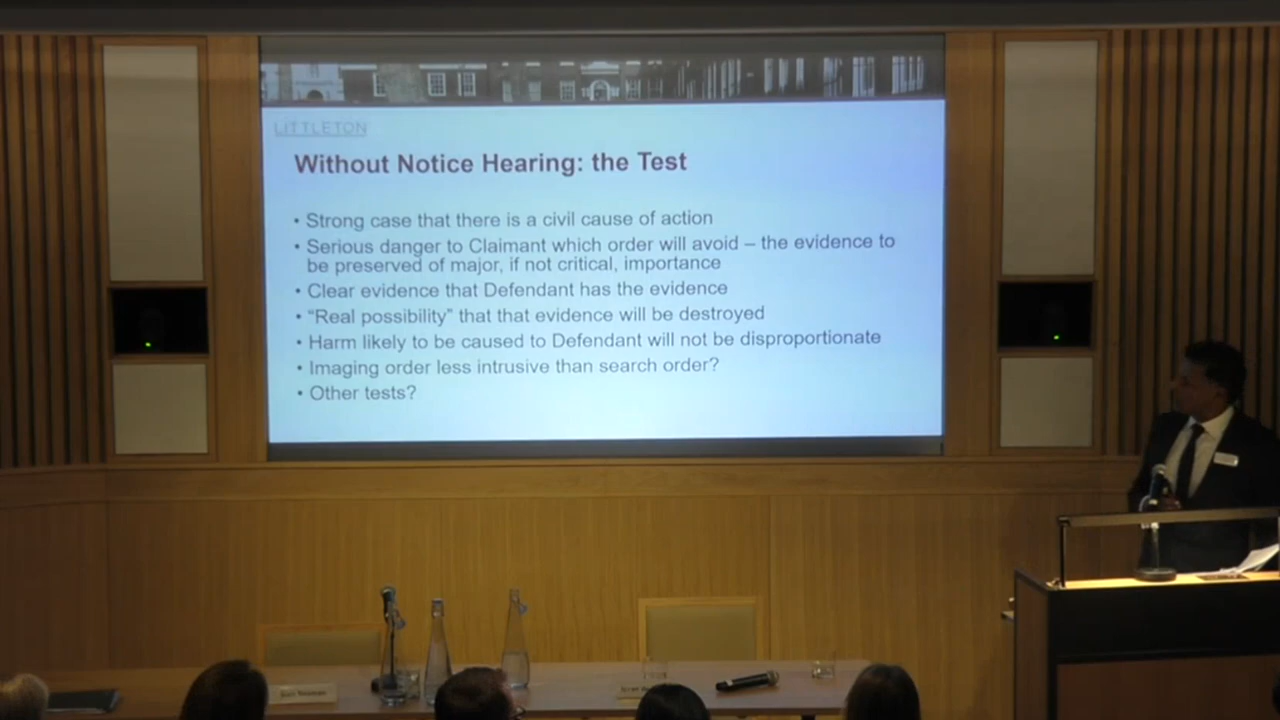 LITTLETON
Without Notice Hearing: the Test
• Strong case that there is a civil cause of action
• Serious danger to Claimant which order will avoid – the evidence to
be preserved of major, if not critical, importance
• Clear evidence that Defendant has the evidence
• “Real possibility” that that evidence will be destroyed
• Harm likely to be caused to Defendant will not be disproportionate
• Imaging order less intrusive than search order?
• Other tests?